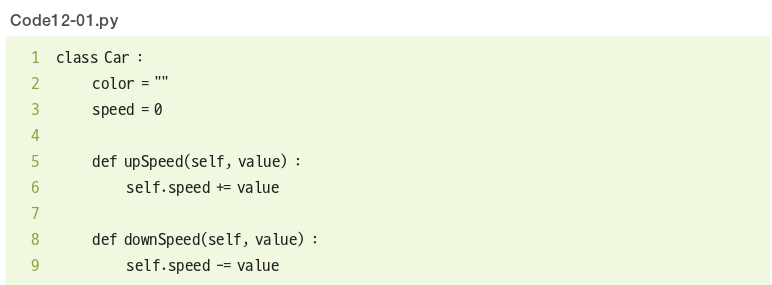 Code12-01.py
1 class Car :
2 color = ""
3 speed = 0
4
5 def upSpeed(self, value) :
6 self.speed += value
7
8 def downSpeed(self, value) :
9 self.speed -= value